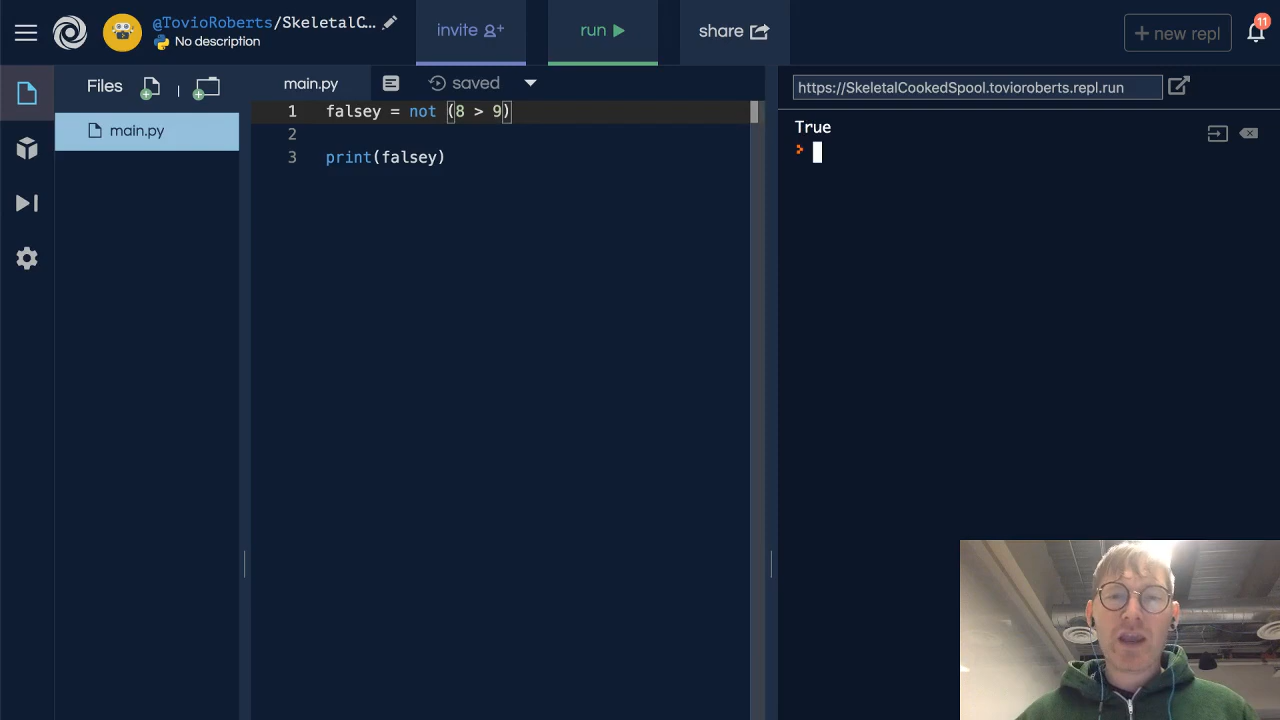 @TovioRoberts/SkeletalC...
No description
invite
run
share
+ new repl
11
Files
main.py
saved
https://SkeletalCookedSpool.tovioroberts.repl.run
main.py
1 falsey = not (8 > 9)
2
3 print(falsey)
True